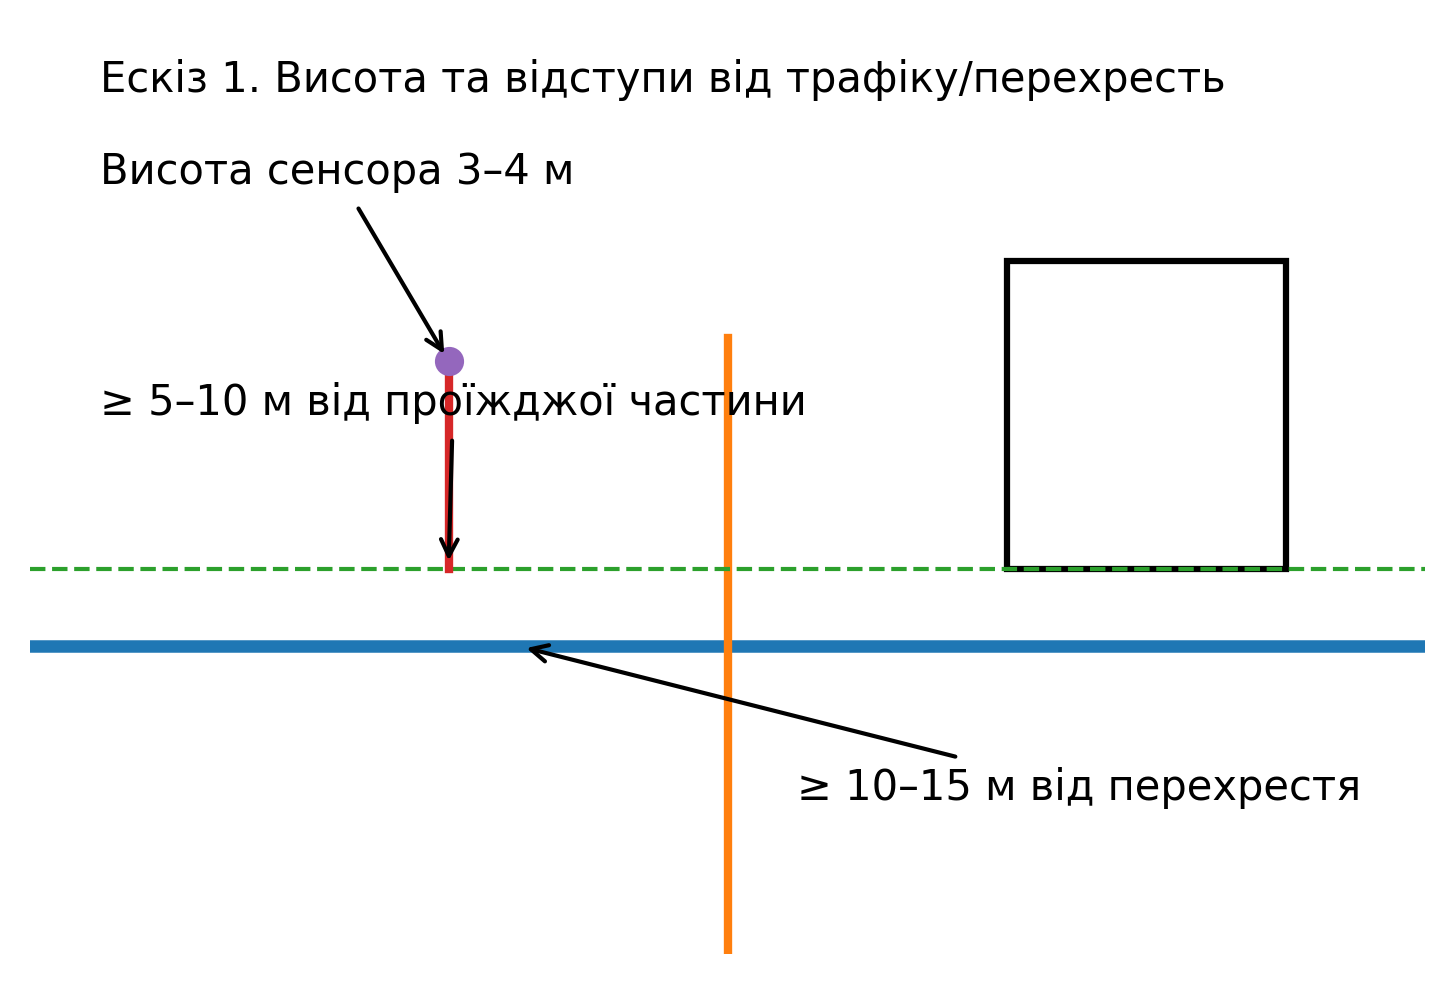 Ескіз 1. Висота та відступи від трафіку/перехресть
Висота сенсора 3–4 м
≥ 5–10 м від проїжджої частини
≥ 10–15 м від перехрестя